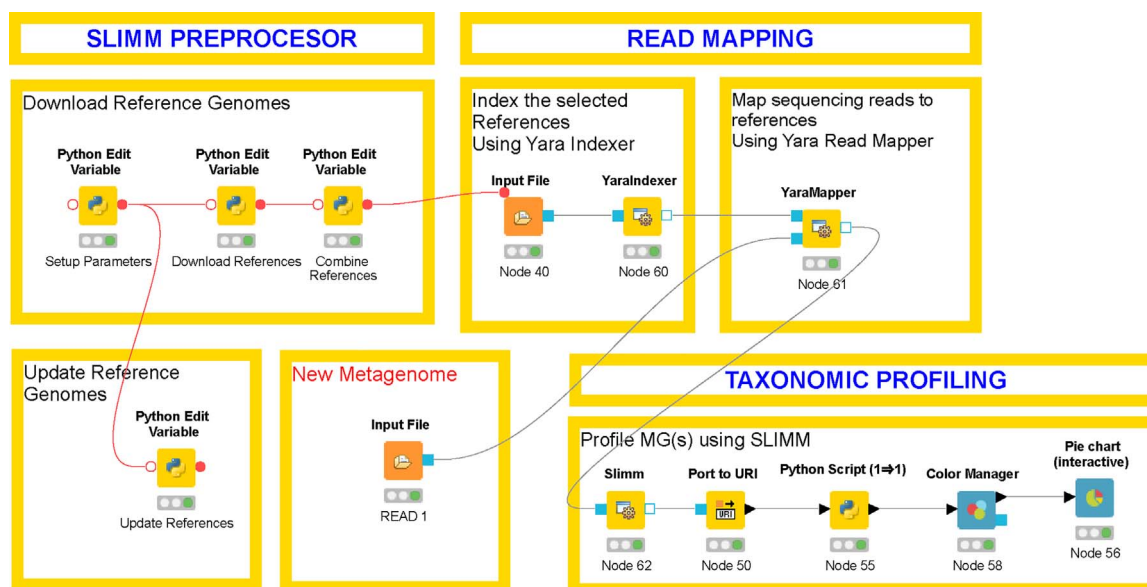 SLIMM PREPROCESOR
READ MAPPING
Download Reference Genomes
Python Edit
Variable
Setup Parameters
Python Edit
Variable
Download References
Python Edit
Variable
Combine
References
Index the selected
References
Using Yara Indexer
Input File
Node 40
YaraIndexer
Node 60
Map sequencing reads to
references
Using Yara Read Mapper
YaraMapper
Node 61
Update Reference
Genomes
Python Edit
Variable
Update References
New Metagenome
Input File
READ 1
TAXONOMIC PROFILING
Profile MG(s) using SLIMM
Slimm
Node 62
Port to URI
URI
Node 50
Python Script (1⇒1)
Node 55
Color Manager
Node 58
Pie chart
(interactive)
Node 56